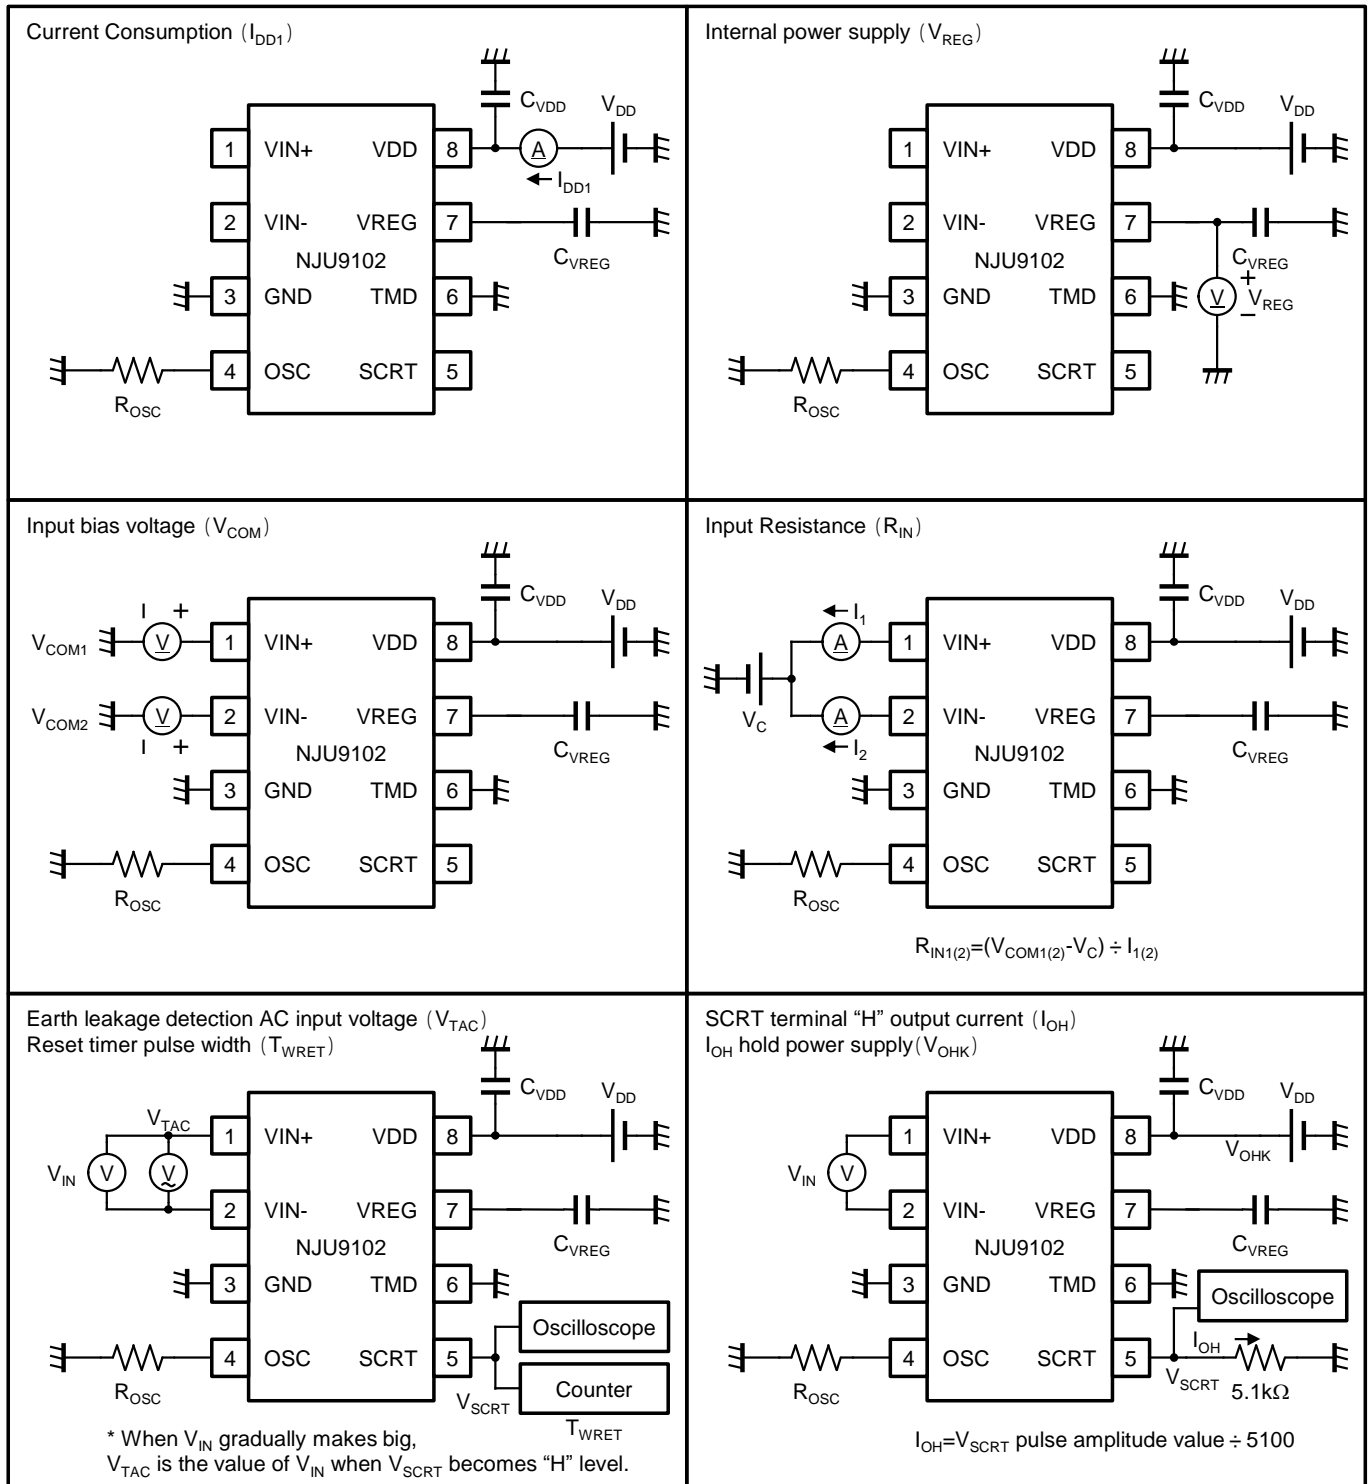 Current Consumption (IDD1)
CVDD
VDD
1 VIN+ VDD 8 A
IDD1
2 VIN- VREG 7
CVREG
NJU9102
3 GND TMD 6
4 OSC SCRT 5
ROSC
Internal power supply (VREG)
CVDD
VDD
1 VIN+ VDD 8
2 VIN- VREG 7
CVREG
NJU9102
3 GND TMD 6 V + VREG −
4 OSC SCRT 5
ROSC
Input bias voltage (VCOM)
CVDD
VDD
− +
VCOM1 V 1 VIN+ VDD 8
VCOM2 V 2 VIN- VREG 7
− +
CVREG
NJU9102
3 GND TMD 6
4 OSC SCRT 5
ROSC
Input Resistance (RIN)
CVDD
VDD
I1
A 1 VIN+ VDD 8
VC
A 2 VIN- VREG 7
I2
CVREG
NJU9102
3 GND TMD 6
4 OSC SCRT 5
ROSC
RIN1(2)=(VCOM1(2)-VC) ÷ I1(2)
Earth leakage detection AC input voltage (VTAC)
Reset timer pulse width (TWRET)
CVDD
VDD
VTAC
1 VIN+ VDD 8
VIN V V
2 VIN- VREG 7
CVREG
NJU9102
3 GND TMD 6
Oscilloscope
4 OSC SCRT 5
VSCRT
Counter
ROSC
TWRET
* When VIN gradually makes big,
VTAC is the value of VIN when VSCRT becomes “H” level.
SCRT terminal “H” output current (IOH)
IOH hold power supply(VOHK)
CVDD
VDD
1 VIN+ VDD 8
VOHK
VIN V
2 VIN- VREG 7
CVREG
NJU9102
3 GND TMD 6
Oscilloscope
IOH
4 OSC SCRT 5
VSCRT
5.1kΩ
ROSC
IOH=VSCRT pulse amplitude value ÷ 5100